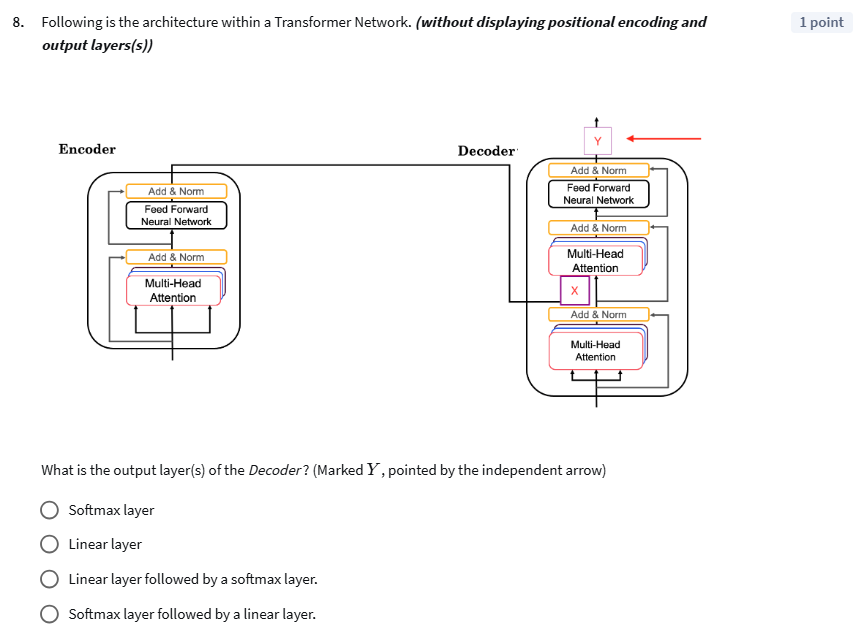 8. Following is the architecture within a Transformer Network. (without displaying positional encoding and
output layers(s))
1 point
Encoder
Add & Norm
Feed Forward
Neural Network
Add & Norm
Multi-Head
Attention
Decoder
Y
Add & Norm
Feed Forward
Neural Network
Add & Norm
Multi-Head
Attention
X
Add & Norm
Multi-Head
Attention
What is the output layer(s) of the Decoder? (Marked Y, pointed by the independent arrow)
Softmax layer
Linear layer
Linear layer followed by a softmax layer.
Softmax layer followed by a linear layer.